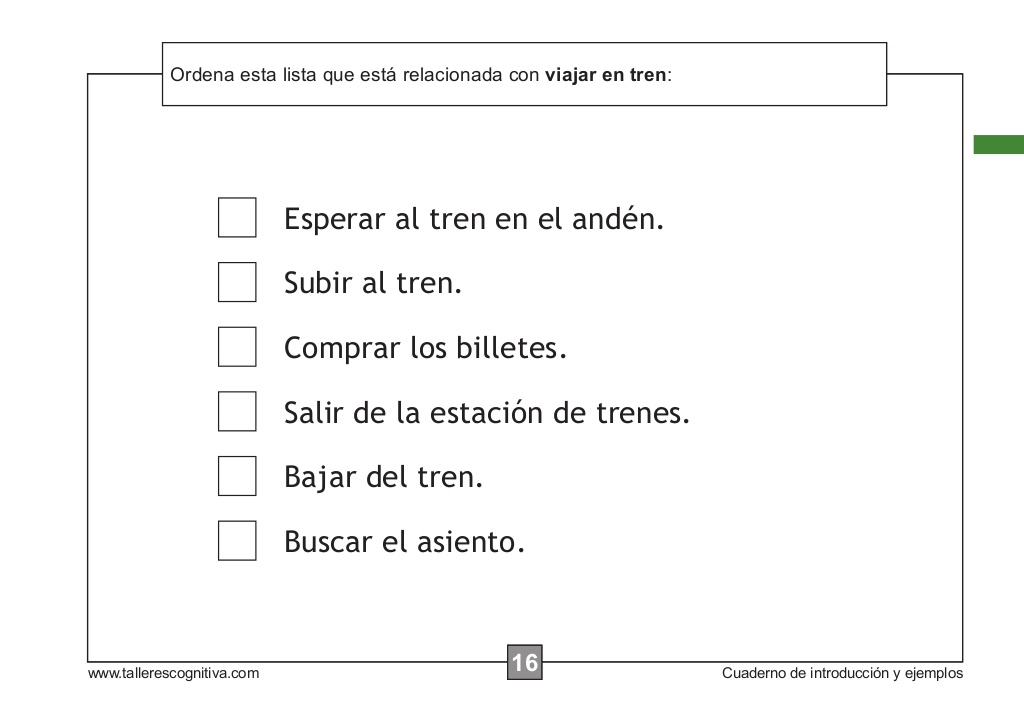 Ordena esta lista que está relacionada con viajar en tren:
Esperar al tren en el andén.
Subir al tren.
Comprar los billetes.
Salir de la estación de trenes.
Bajar del tren.
Buscar el asiento.
16
www.tallerescognitiva.com
Cuaderno de introducción y ejemplos